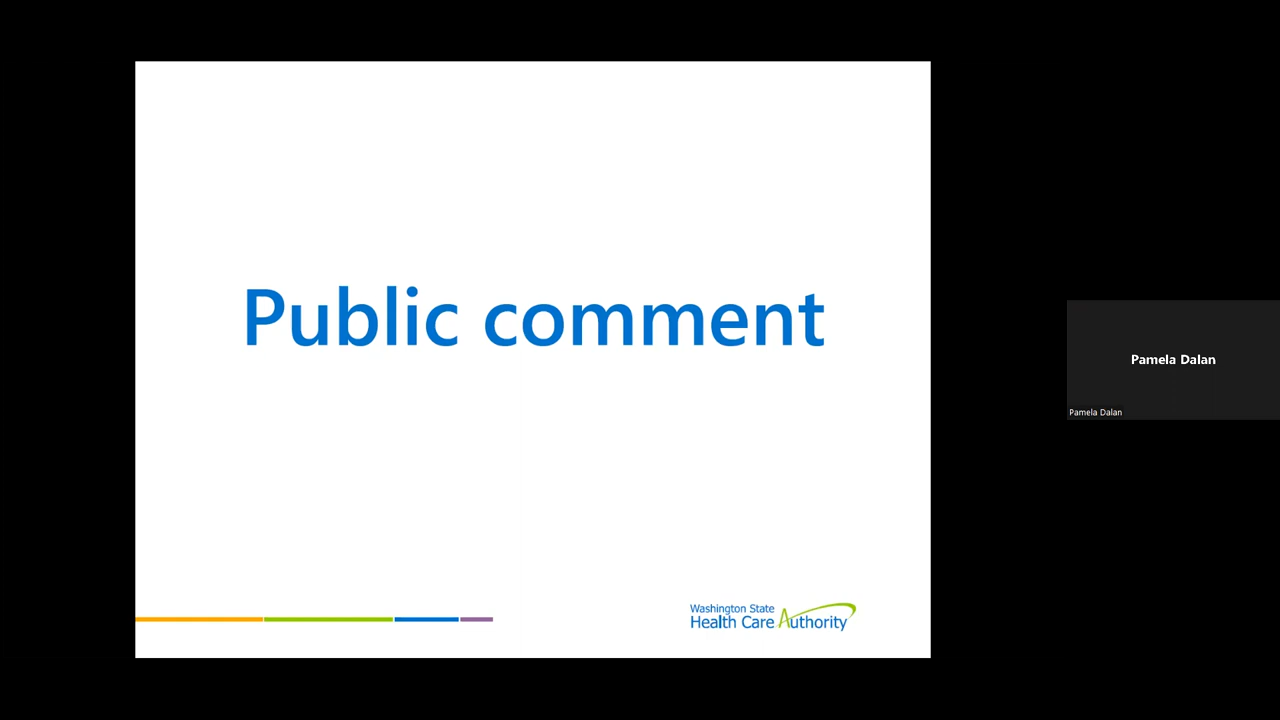 Public comment
Washington State
Health Care Authority
Pamela Dalan
Pamela Dalan